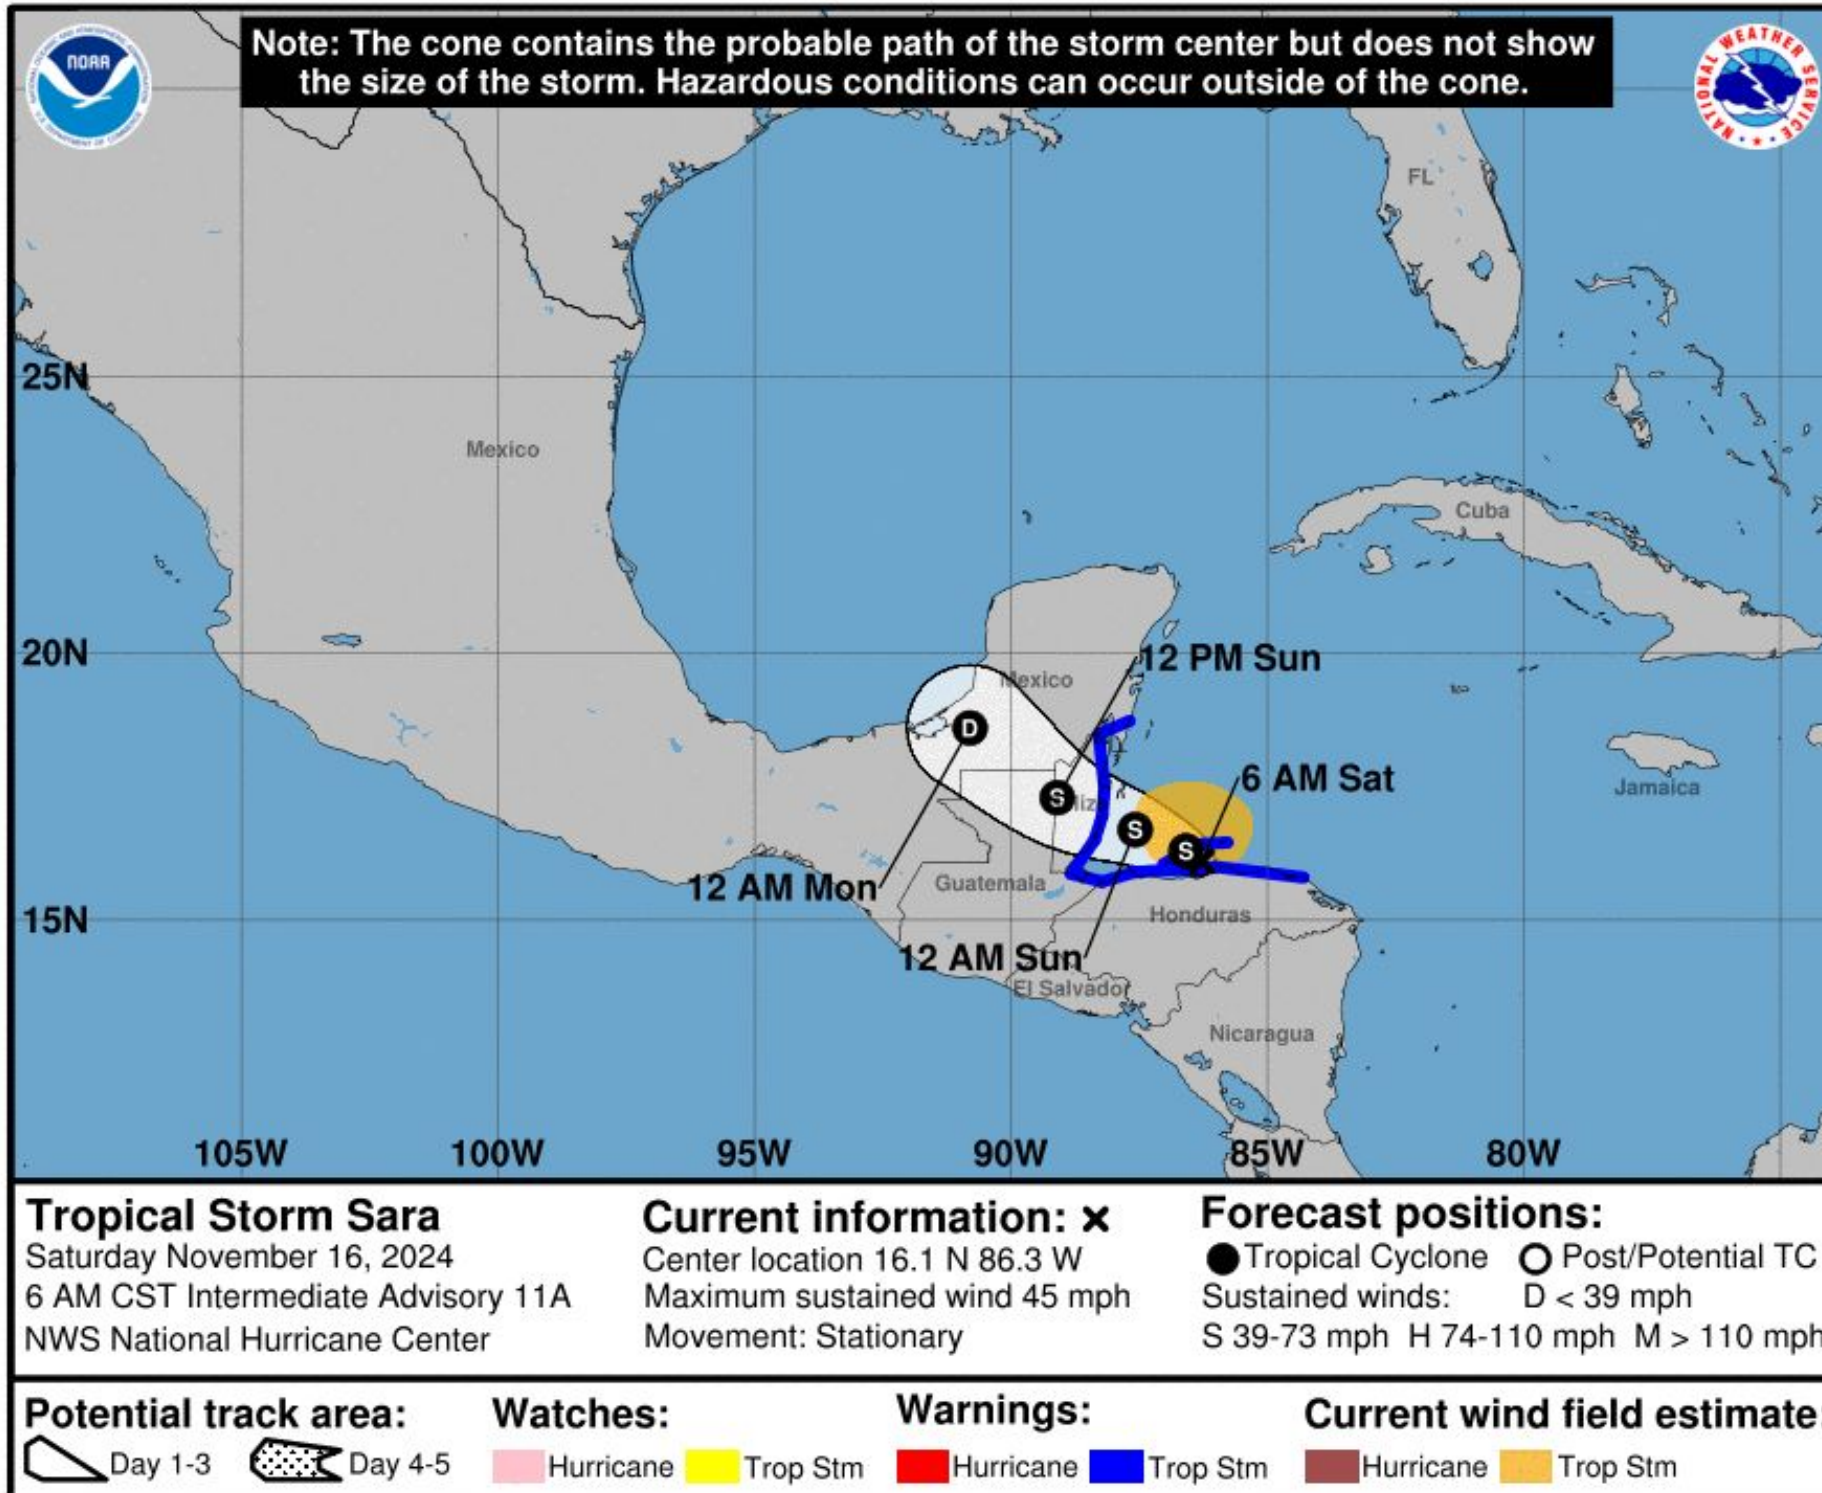 Note: The cone contains the probable path of the storm center but does not show
the size of the storm. Hazardous conditions can occur outside of the cone.
NOAA
NATIONAL WEATHER SERVICE
FL
25N
Mexico
Cuba
20N
12 PM Sun
Mexico
D
6 AM Sat
Jamaica
S
S
S
12 AM Mon
Guatemala
15N
Honduras
12 AM Sun
El Salvador
Nicaragua
105W 100W 95W 90W 85W 80W
Tropical Storm Sara
Saturday November 16, 2024
6 AM CST Intermediate Advisory 11A
NWS National Hurricane Center
Current information: x
Center location 16.1 N 86.3 W
Maximum sustained wind 45 mph
Movement: Stationary
Forecast positions:
Tropical Cyclone Post/Potential TC
Sustained winds: D < 39 mph
S 39-73 mph H 74-110 mph M > 110 mph
Potential track area:
Day 1-3 Day 4-5
Watches:
Hurricane Trop Stm
Warnings:
Hurricane Trop Stm
Current wind field estimate:
Hurricane Trop Stm